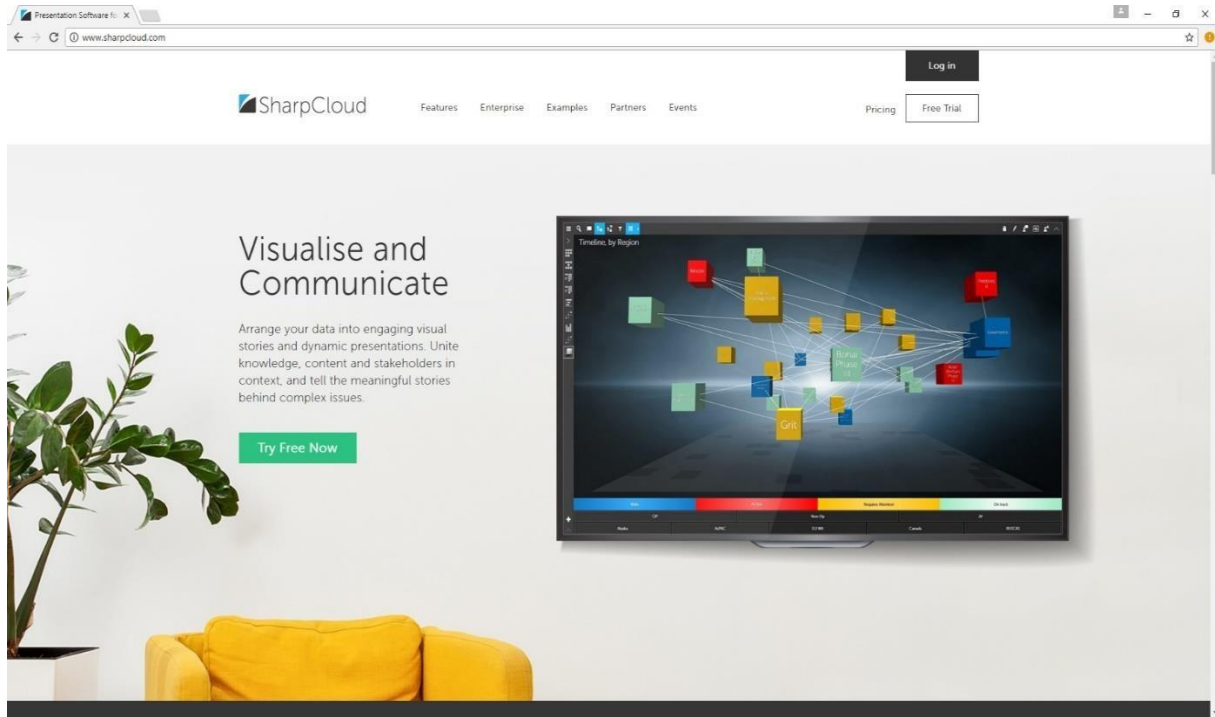 Presentation Software fo
www.sharpcloud.com
Log in
SharpCloud
Features Enterprise Examples Partners Events
Pricing Free Trial
Visualise and
Communicate
Arrange your data into engaging visual
stories and dynamic presentations. Unite
knowledge, content and stakeholders in
context, and tell the meaningful stories
behind complex issues.
Try Free Now
Timeline, by Region
Grit